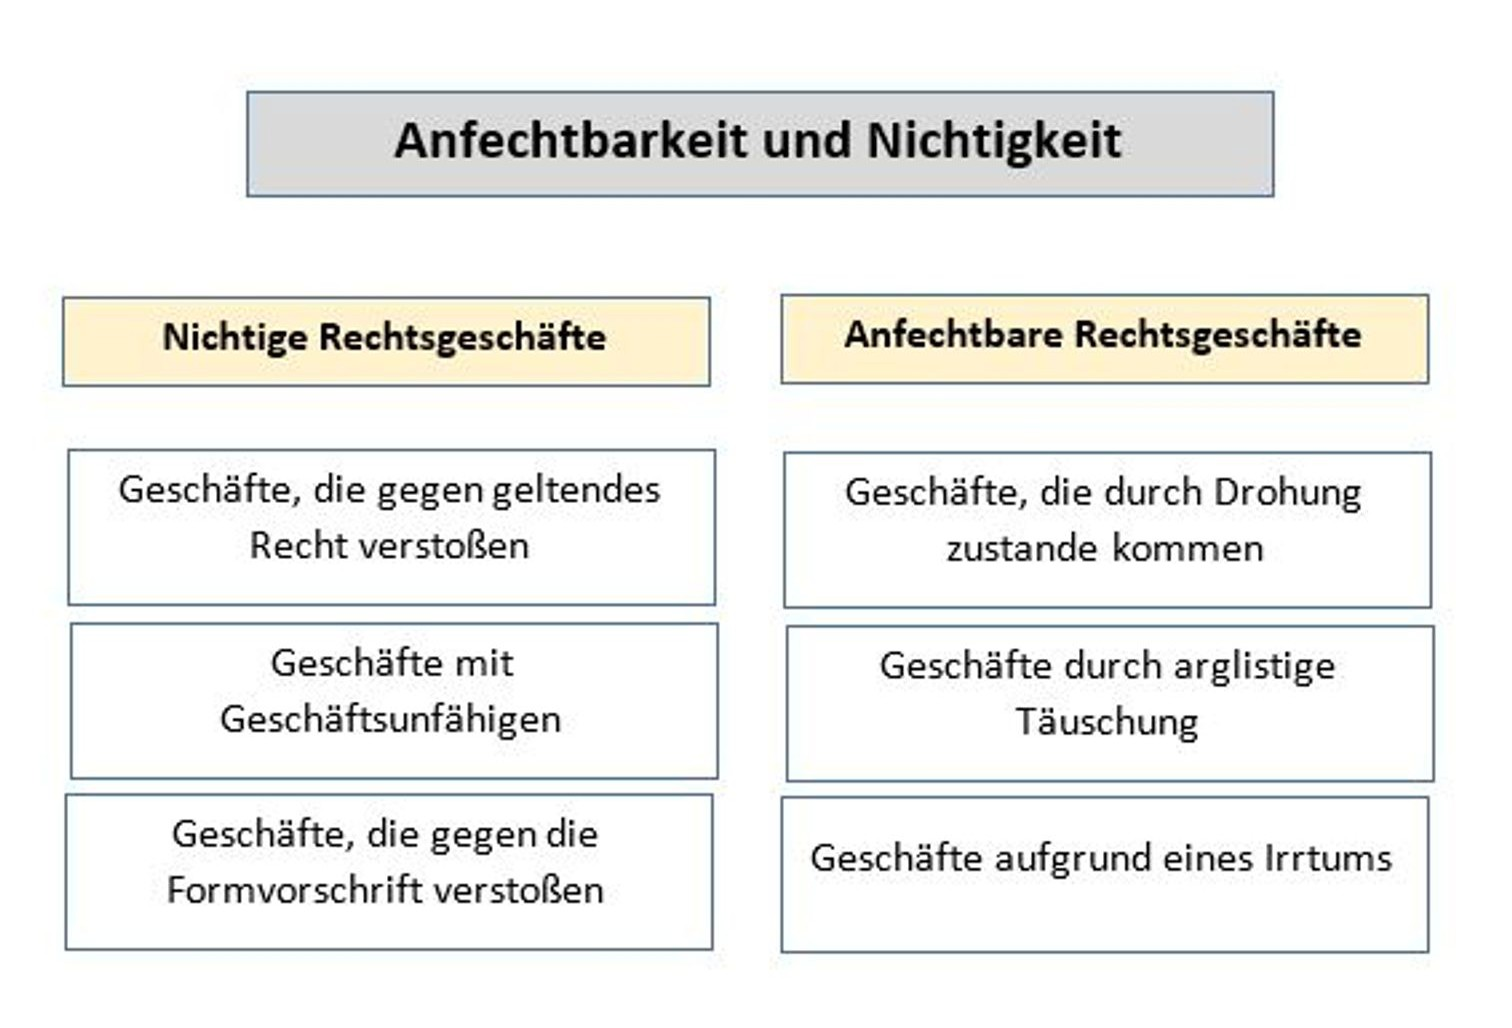 Anfechtbarkeit und Nichtigkeit
Nichtige Rechtsgeschäfte
Geschäfte, die gegen geltendes
Recht verstoßen
Geschäfte mit
Geschäftsunfähigen
Geschäfte, die gegen die
Formvorschrift verstoßen
Anfechtbare Rechtsgeschäfte
Geschäfte, die durch Drohung
zustande kommen
Geschäfte durch arglistige
Täuschung
Geschäfte aufgrund eines Irrtums